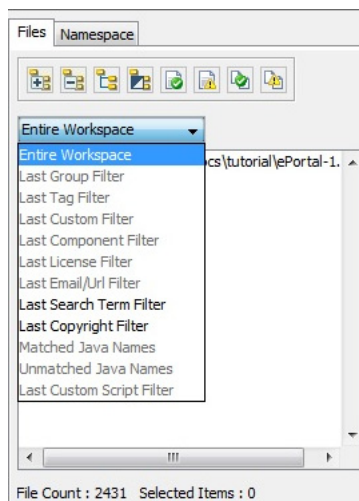 Files Namespace
Entire Workspace
Entire Workspace
ocs\tutorial\ePortal-1.
Last Group Filter
Last Tag Filter
Last Custom Filter
Last Component Filter
Last License Filter
Last Email/Url Filter
Last Search Term Filter
Last Copyright Filter
Matched Java Names
Unmatched Java Names
Last Custom Script Filter
File Count : 2431 Selected Items : 0